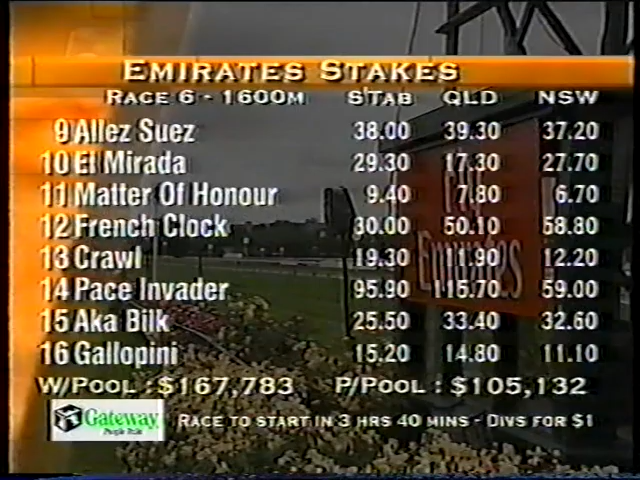 EMIRATES STAKES
RACE 6 - 1600M S'TAB QLD NSW
9 Allez Suez 38.00 39.30 37.20
10 El Mirada 29.30 17.30 27.70
11 Matter Of Honour 9.40 7.80 6.70
12 French Clock 30.00 50.10 58.80
13 Crawl 19.30 11.90 12.20
14 Pace Invader 95.90 115.70 59.00
15 Aka Bilk 25.50 33.40 32.60
16 Gallopini 15.20 14.80 11.10
W/POOL : $167,783 P/POOL : $105,132
Gateway
RACE TO START IN 3 HRS 40 MINS - DIVS FOR $1
Emirates